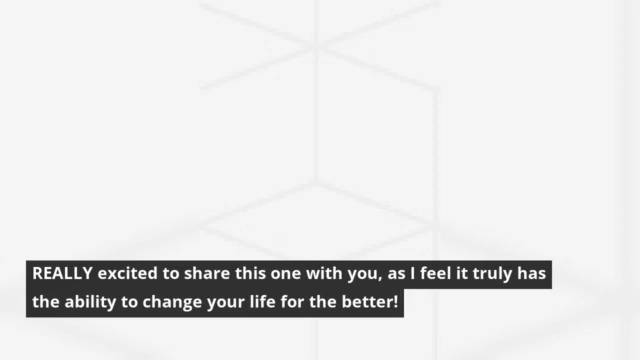 REALLY excited to share this one with you, as I feel it truly has
the ability to change your life for the better!